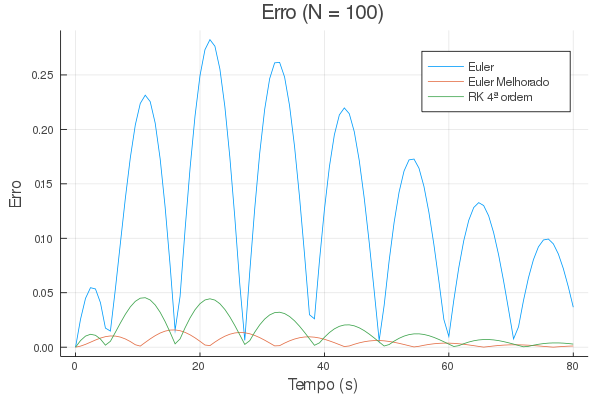 Erro (N = 100)
Euler
Euler Melhorado
RK 4ª ordem
Erro
0.25
0.20
0.15
0.10
0.05
0.00
0
20
40
60
80
Tempo (s)